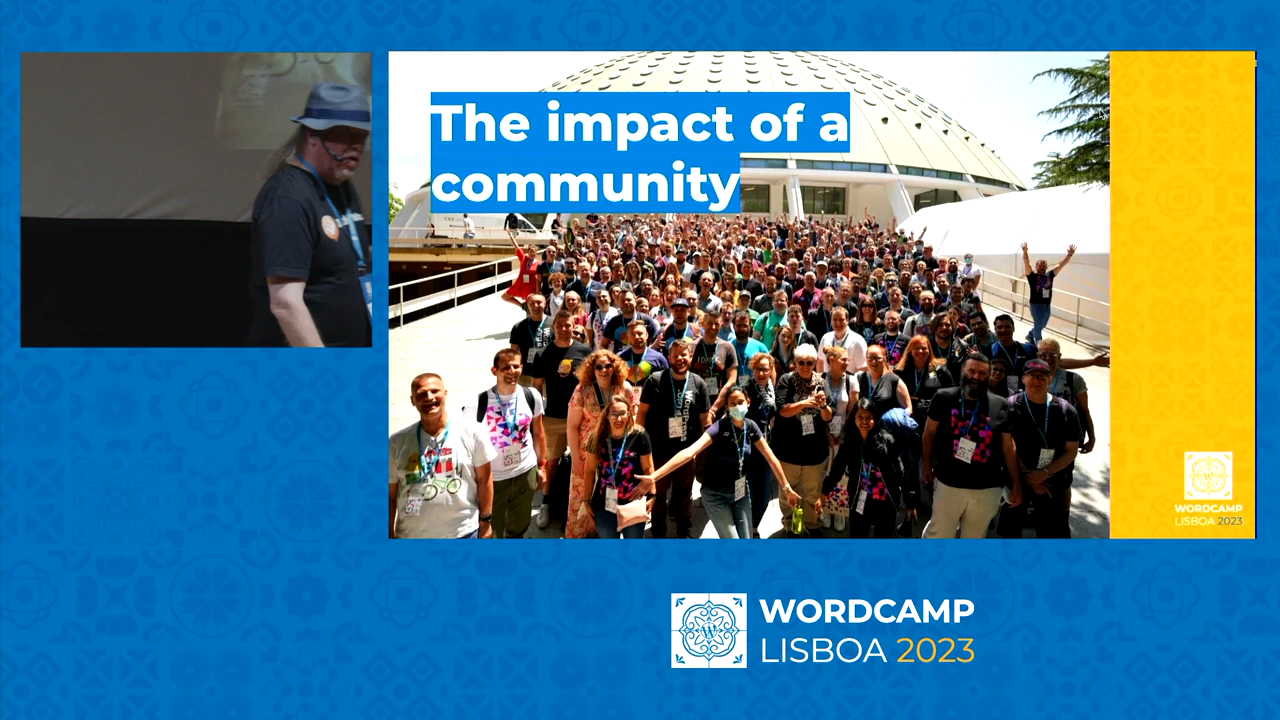 The impact of a
community
WORDCAMP
LISBOA 2023
WORDCAMP
LISBOA 2023